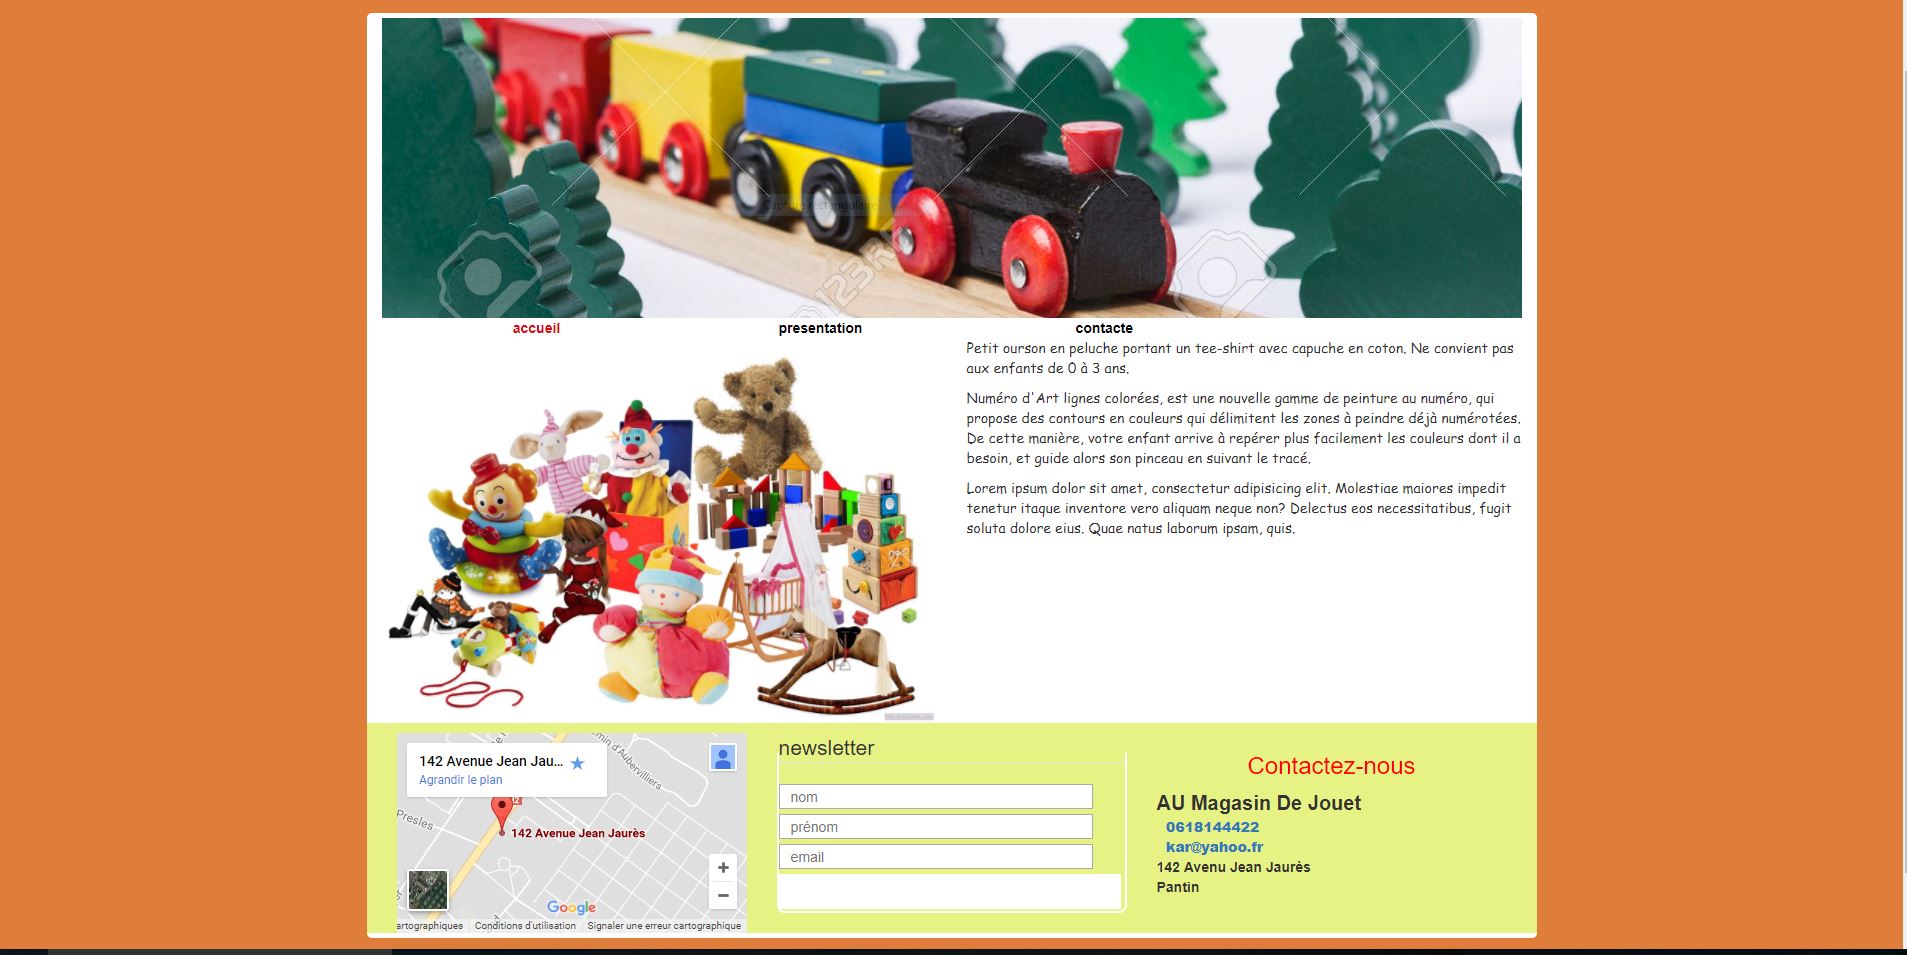 Capture rectangulaire
123R
accueil
presentation
contacte
Petit ourson en peluche portant un tee-shirt avec capuche en coton. Ne convient pas
aux enfants de 0 à 3 ans.
Numéro d'Art lignes colorées, est une nouvelle gamme de peinture au numéro, qui
propose des contours en couleurs qui délimitent les zones à peindre déjà numérotées.
De cette manière, votre enfant arrive à repérer plus facilement les couleurs dont il a
besoin, et guide alors son pinceau en suivant le tracé.
Lorem ipsum dolor sit amet, consectetur adipisicing elit. Molestiae maiores impedit
tenetur itaque inventore vero aliquam neque non? Delectus eos necessitatibus, fugit
soluta dolore eius. Quae natus laborum ipsam, quis.
142 Avenue Jean Jau...
Agrandir le plan
emin d'Aubervilliers
Presles
142 Avenue Jean Jaurès
Google
artographiques
Conditions d'utilisation
Signaler une erreur cartographique
newsletter
nom
prénom
email
Contactez-nous
AU Magasin De Jouet
0618144422
kar@yahoo.fr
142 Avenu Jean Jaurès
Pantin